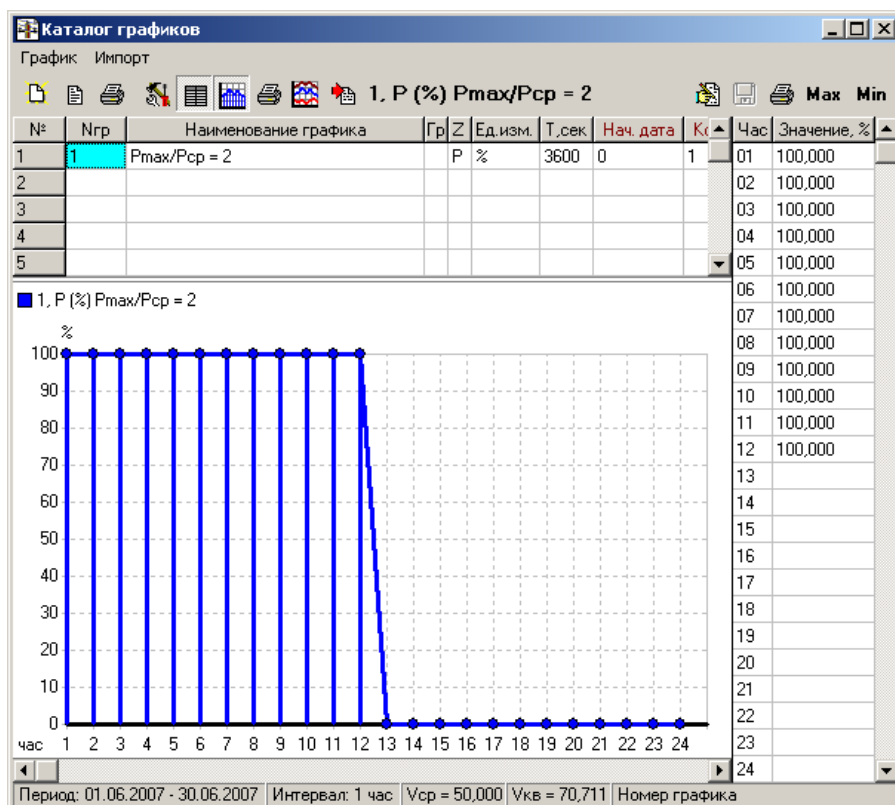 Каталог графиков
График Импорт
1, P (%) Pmax/Pcp = 2 Max Min
№ Nгр Наименование графика Гр Z Ед.изм. Т,сек Нач. дата Час Значение, %
1 1 Pmax/Pcp = 2 P % 3600 0 1 01 100,000
2 02 100,000
3 03 100,000
4 04 100,000
5 05 100,000
06 100,000
07 100,000
08 100,000
09 100,000
10 100,000
11 100,000
12 100,000
13
14
15
16
17
18
19
20
21
22
23
24
1, P (%) Pmax/Pcp = 2
%
100
90
80
70
60
50
40
30
20
10
0
час 1 2 3 4 5 6 7 8 9 10 11 12 13 14 15 16 17 18 19 20 21 22 23 24
Период: 01.06.2007 - 30.06.2007 Интервал: 1 час Vcp = 50,000 Vкв = 70,711 Номер графика